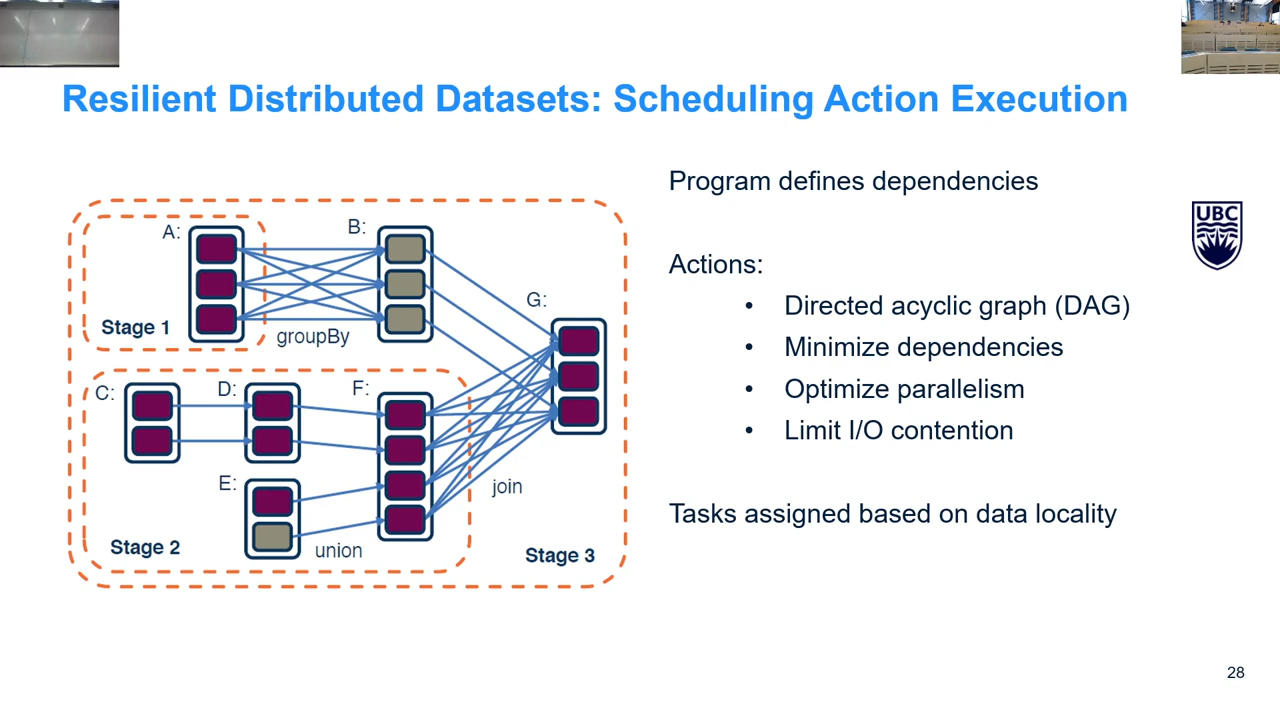 Resilient Distributed Datasets: Scheduling Action Execution
A:
B:
Stage 1
groupBy
G:
C:
D:
F:
E:
join
Stage 2
union
Stage 3
Program defines dependencies
Actions:
• Directed acyclic graph (DAG)
• Minimize dependencies
• Optimize parallelism
• Limit I/O contention
Tasks assigned based on data locality
UBC
28